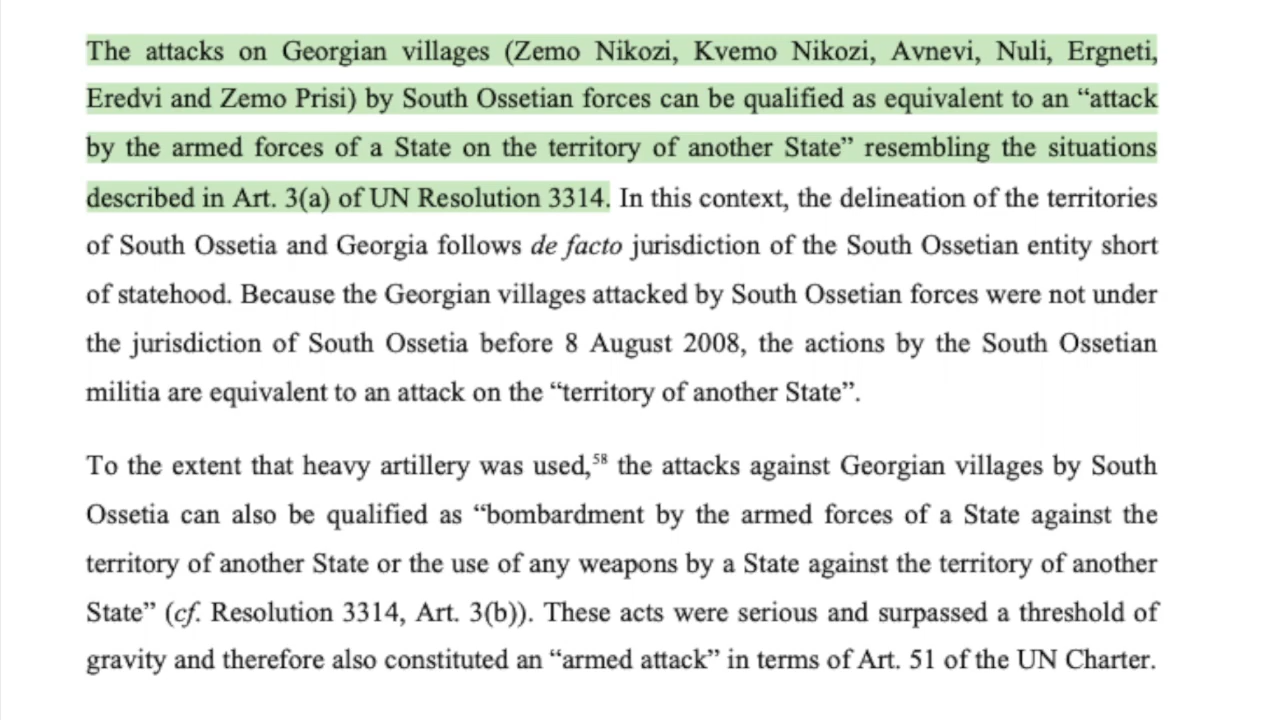 The attacks on Georgian villages (Zemo Nikozi, Kvemo Nikozi, Avnevi, Nuli, Ergneti,
Eredvi and Zemo Prisi) by South Ossetian forces can be qualified as equivalent to an “attack
by the armed forces of a State on the territory of another State” resembling the situations
described in Art. 3(a) of UN Resolution 3314. In this context, the delineation of the territories
of South Ossetia and Georgia follows de facto jurisdiction of the South Ossetian entity short
of statehood. Because the Georgian villages attacked by South Ossetian forces were not under
the jurisdiction of South Ossetia before 8 August 2008, the actions by the South Ossetian
militia are equivalent to an attack on the “territory of another State”.
To the extent that heavy artillery was used,⁵⁸ the attacks against Georgian villages by South
Ossetia can also be qualified as “bombardment by the armed forces of a State against the
territory of another State or the use of any weapons by a State against the territory of another
State” (cf. Resolution 3314, Art. 3(b)). These acts were serious and surpassed a threshold of
gravity and therefore also constituted an “armed attack” in terms of Art. 51 of the UN Charter.